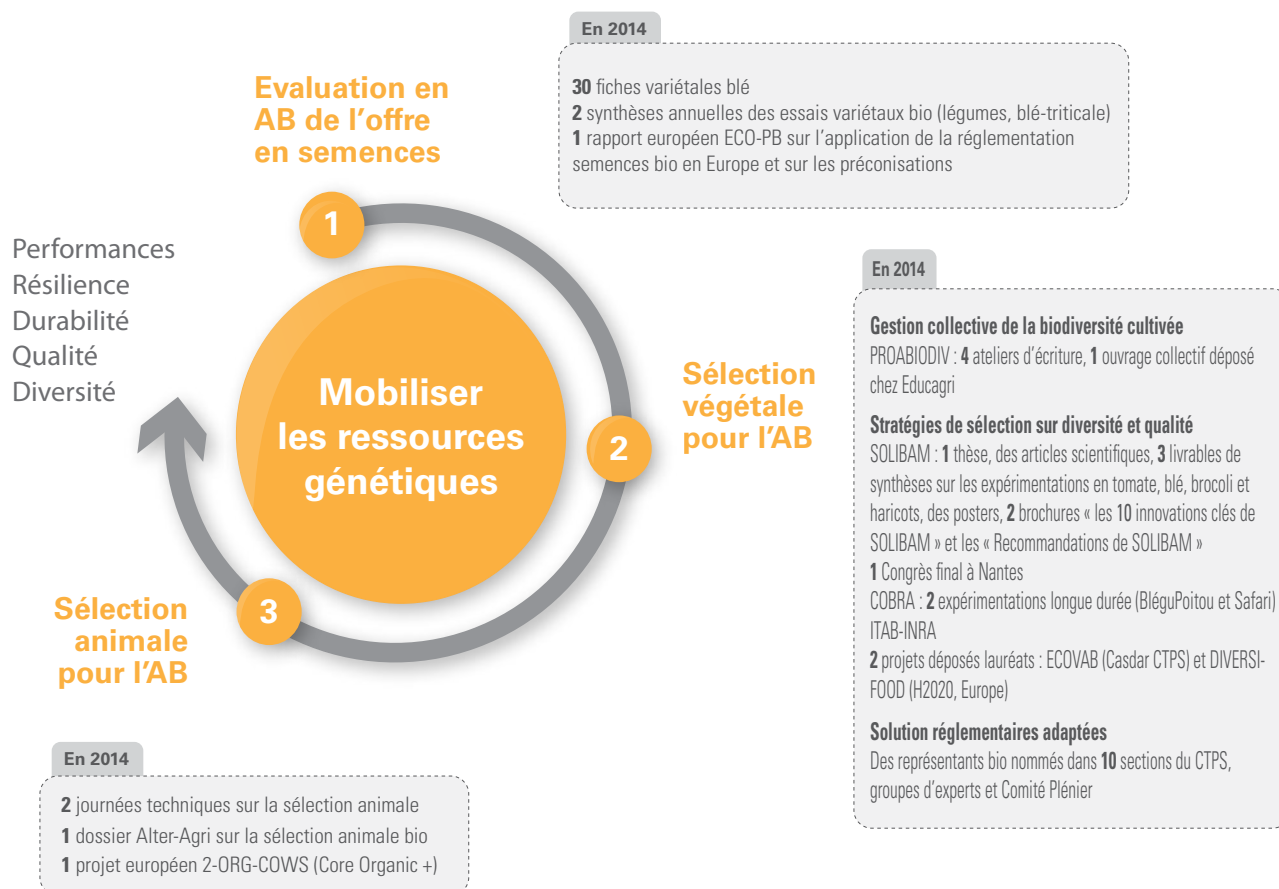 En 2014
30 fiches variétales blé
2 synthèses annuelles des essais variétaux bio (légumes, blé-triticale)
1 rapport européen ECO-PB sur l'application de la réglementation
semences bio en Europe et sur les préconisations
Evaluation en
AB de l'offre
en semences
1
Performances
Résilience
Durabilité
Qualité
Diversité
Mobiliser
les ressources
génétiques
2
Sélection
végétale
pour l'AB
En 2014
Gestion collective de la biodiversité cultivée
PROABIODIV : 4 ateliers d'écriture, 1 ouvrage collectif déposé
chez Educagri
Stratégies de sélection sur diversité et qualité
SOLIBAM : 1 thèse, des articles scientifiques, 3 livrables de
synthèses sur les expérimentations en tomate, blé, brocoli et
haricots, des posters, 2 brochures « les 10 innovations clés de
SOLIBAM » et les « Recommandations de SOLIBAM »
1 Congrès final à Nantes
COBRA : 2 expérimentations longue durée (BléguPoitou et Safari)
ITAB-INRA
2 projets déposés lauréats : ECOVAB (Casdar CTPS) et DIVERSI-
FOOD (H2020, Europe)
Solution réglementaires adaptées
Des représentants bio nommés dans 10 sections du CTPS,
groupes d'experts et Comité Plénier
3
Sélection
animale
pour l'AB
En 2014
2 journées techniques sur la sélection animale
1 dossier Alter-Agri sur la sélection animale bio
1 projet européen 2-ORG-COWS (Core Organic +)